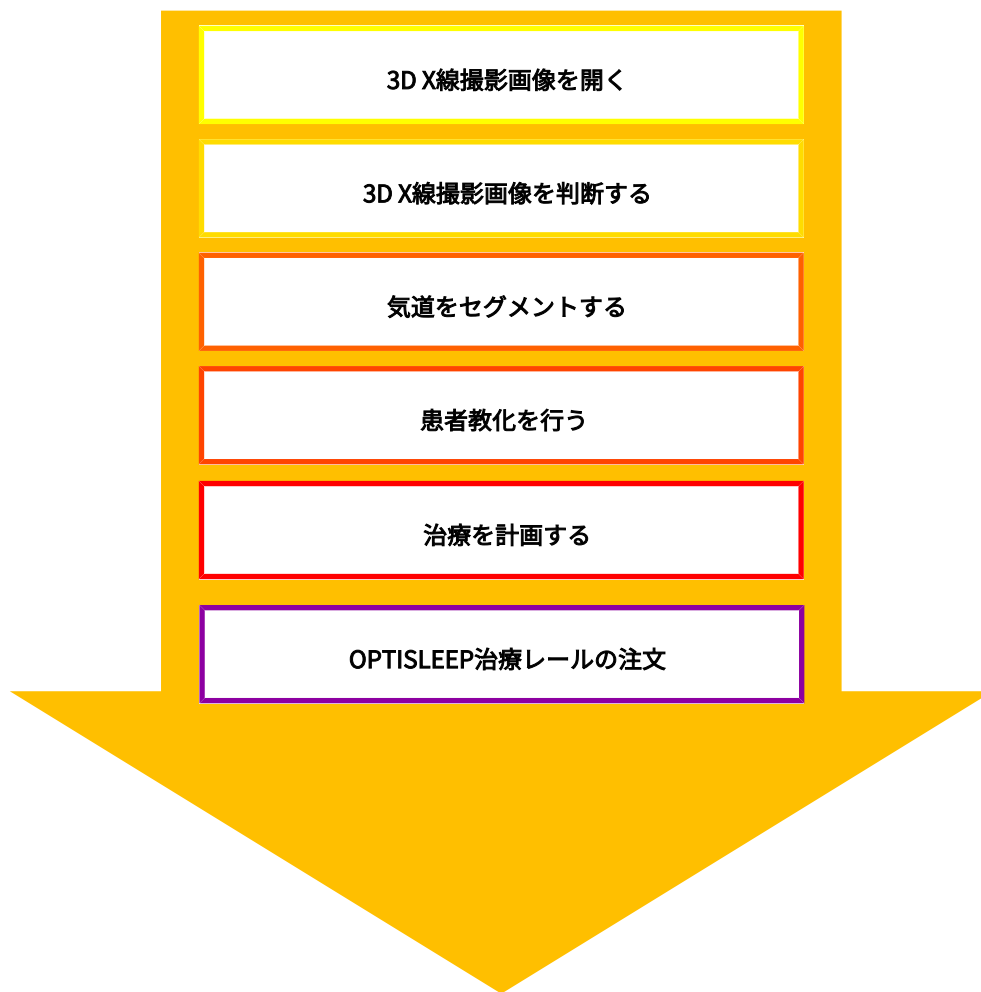 3D X線撮影画像を開く
3D X線撮影画像を判断する
気道をセグメントする
患者教化を行う
治療を計画する
OPTISLEEP治療レールの注文